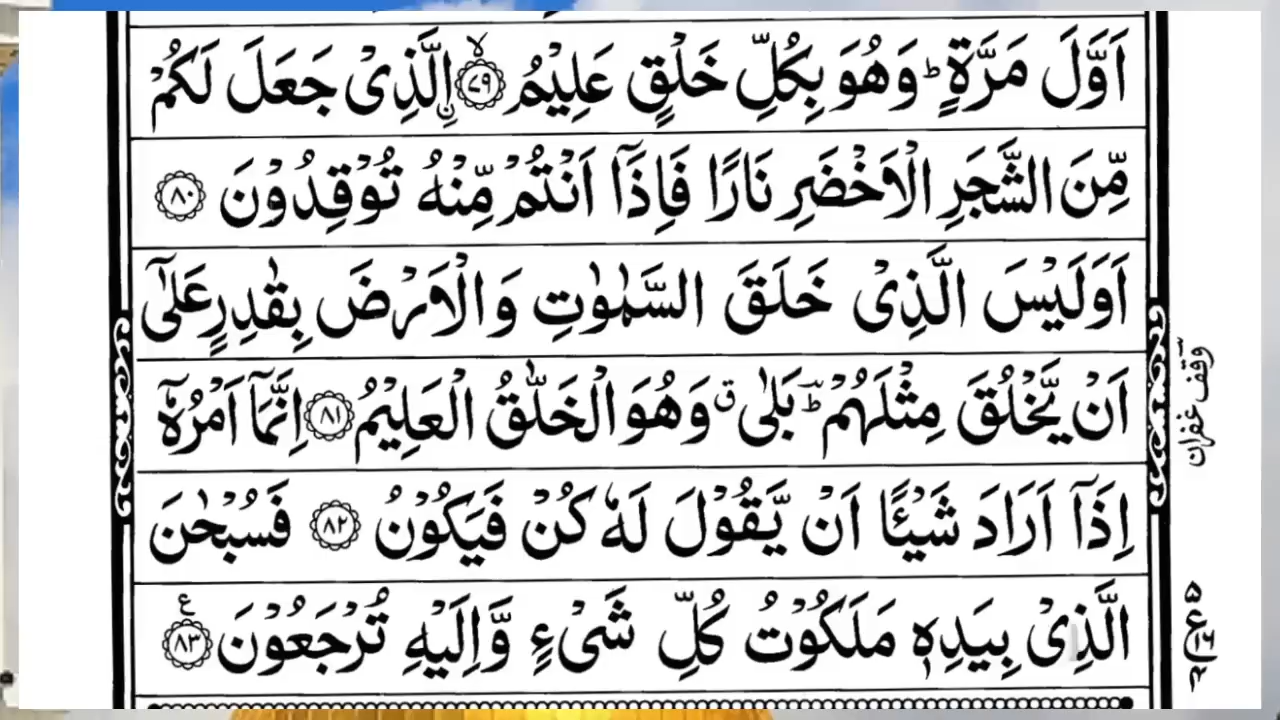 اَوَّلَ مَرَّةٍ ؕ وَهُوَ بِكُلِّ خَلْقٍ عَلِيْمُ ۙ﴿۷۹﴾ اِ۟لَّذِیْ جَعَلَ لَكُمْ
مِّنَ الشَّجَرِ الْاَخْضَرِ نَارًا فَاِذَاۤ اَنْتُمْ مِّنْهُ تُوْقِدُوْنَ ﴿۸۰﴾
اَوَلَيْسَ الَّذِیْ خَلَقَ السَّمٰوٰتِ وَالْاَرْضَ بِقٰدِرٍ عَلٰۤی
اَنْ يَّخْلُقَ مِثْلَهُمْ ؕ بَلٰی ۗ وَهُوَ الْخَلّٰقُ الْعَلِيْمُ ﴿۸۱﴾ اِنَّمَاۤ اَمْرُهٗۤ
اِذَاۤ اَرَادَ شَيْـًٔا اَنْ يَّقُوْلَ لَهٗ كُنْ فَيَكُوْنُ ﴿۸۲﴾ فَسُبْحٰنَ
الَّذِیْ بِيَدِهٖ مَلَكُوْتُ كُلِّ شَیْءٍ وَّاِلَيْهِ تُرْجَعُوْنَ ﴿۸۳﴾ ع
وقف غفران